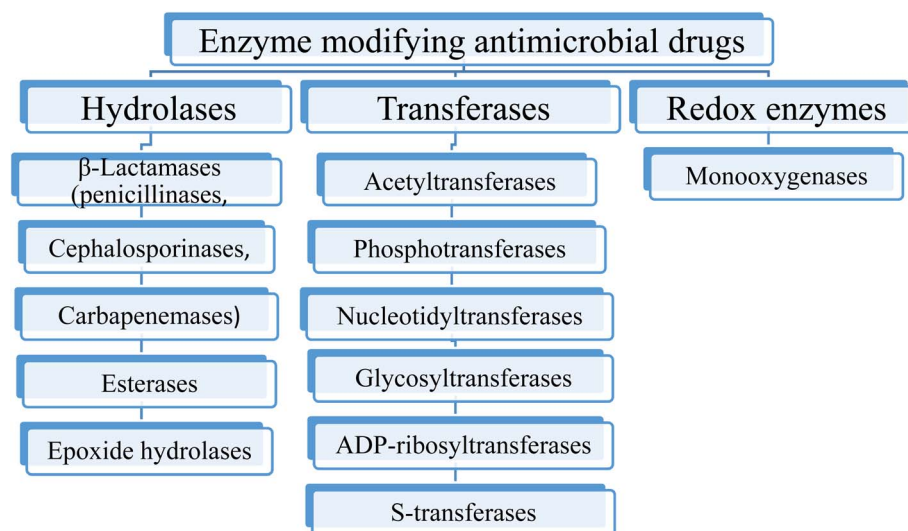 Enzyme modifying antimicrobial drugs
Hydrolases
β-Lactamases
(penicillinases,
Cephalosporinases,
Carbapenemases)
Esterases
Epoxide hydrolases
Transferases
Acetyltransferases
Phosphotransferases
Nucleotidyltransferases
Glycosyltransferases
ADP-ribosyltransferases
S-transferases
Redox enzymes
Monooxygenases